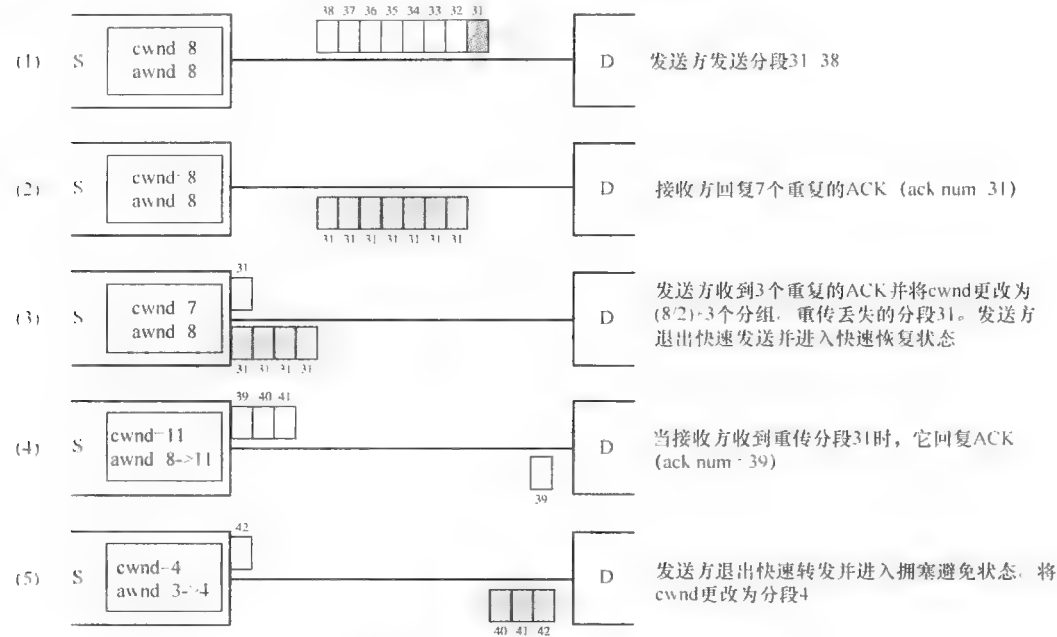 38 37 36 35 34 33 32 31
(1) S cwnd 8 D 发送方发送分段31 38
awnd 8
(2) S cwnd-8 D 接收方回复7个重复的ACK (ack num 31)
awnd 8
31 31 31 31 31 31 31
31
(3) S cwnd 7 D 发送方收到3个重复的ACK并将cwnd更改为
awnd 8 (8/2)+3个分组, 重传丢失的分段31。发送方
退出快速发送并进入快速恢复状态
31 31 31 31
39 40 41
(4) S cwnd-11 D 当接收方收到重传分段31时, 它回复ACK
awnd 8->11 (ack num - 39)
39
42
(5) S cwnd-4 D 发送方退出快速转发并进入拥塞避免状态, 将
awnd 3->4 cwnd更改为分段4
40 41 42